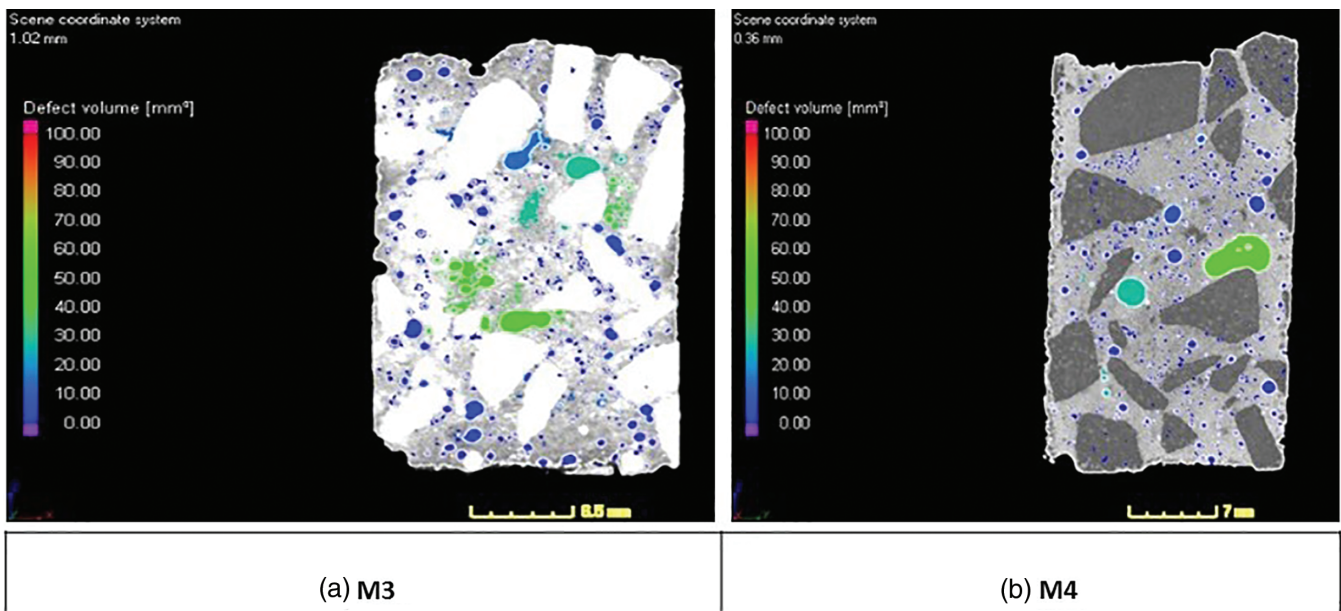 Scene coordinate system
1.02 mm
Defect volume [mm³]
100.00
90.00
80.00
70.00
60.00
50.00
40.00
30.00
20.00
10.00
0.00
8.5 mm
Scene coordinate system
0.36 mm
Defect volume [mm³]
100.00
90.00
80.00
70.00
60.00
50.00
40.00
30.00
20.00
10.00
0.00
7 mm
(a) M3
(b) M4